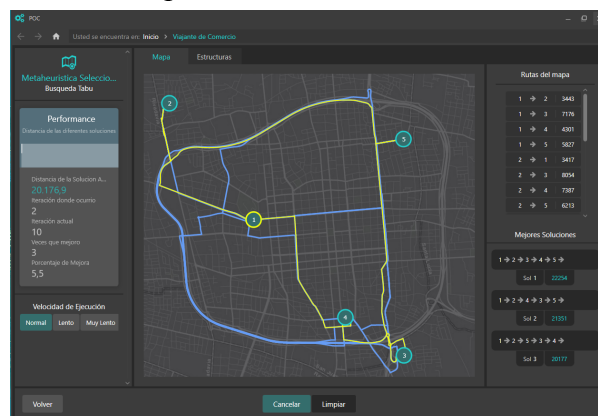 POC
Usted se encuentra en: Inicio > Viajante de Comercio
Metaheuristica Seleccio...
Busqueda Tabu
Performance
Distancia de las diferentes soluciones
Distancia de la Solucion A...
20.176,9
Iteración donde ocurrio
2
Iteración actual
10
Veces que mejoro
3
Porcentaje de Mejora
5,5
Velocidad de Ejecución
Normal Lento Muy Lento
Volver
Mapa Estructuras
2
5
1
4
3
Cancelar Limpiar
Rutas del mapa
1 → 2 3443
1 → 3 7176
1 → 4 4301
1 → 5 5827
2 → 1 3417
2 → 3 8054
2 → 4 7387
2 → 5 6213
Mejores Soluciones
1 → 2 → 3 → 4 → 5 →
Sol 1 22254
1 → 2 → 4 → 3 → 5 →
Sol 2 21351
1 → 2 → 5 → 3 → 4 →
Sol 3 20177